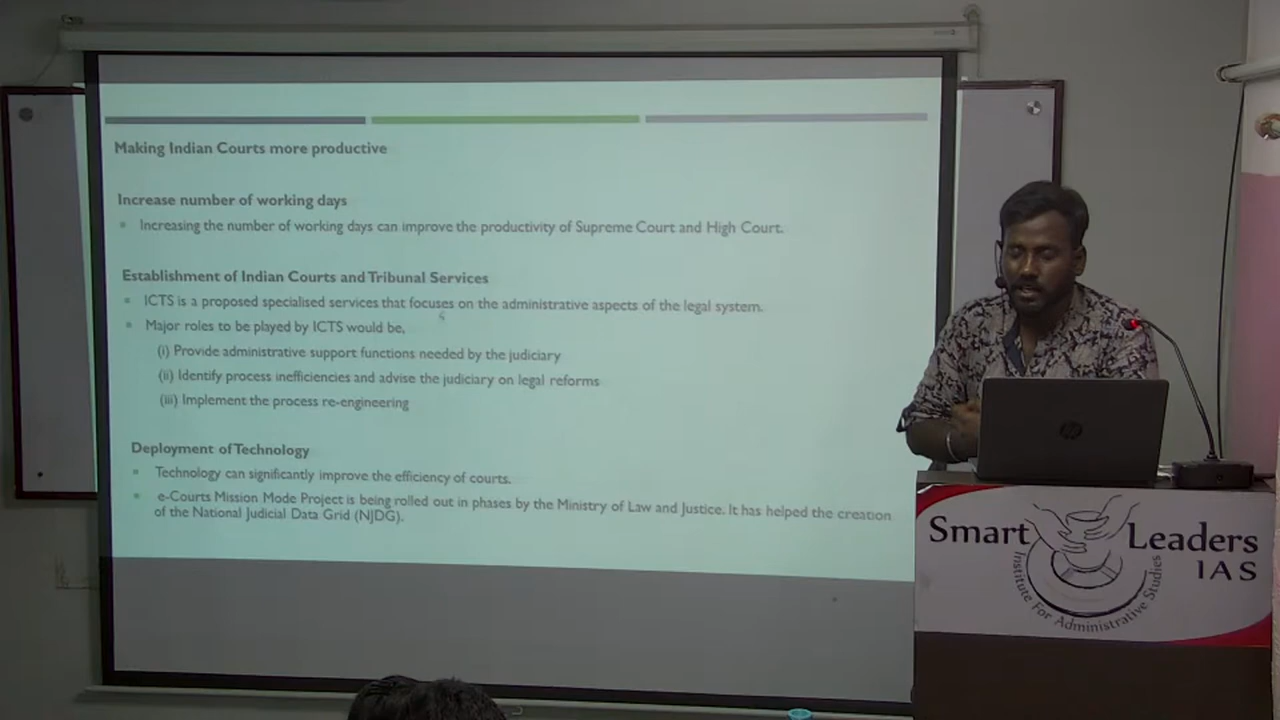 Making Indian Courts more productive
Increase number of working days
Increasing the number of working days can improve the productivity of Supreme Court and High Court.
Establishment of Indian Courts and Tribunal Services
ICTS is a proposed specialised services that focuses on the administrative aspects of the legal system.
Major roles to be played by ICTS would be,
(i) Provide administrative support functions needed by the judiciary
(ii) Identify process inefficiencies and advise the judiciary on legal reforms
(iii) Implement the process re-engineering
Deployment of Technology
Technology can significantly improve the efficiency of courts.
e-Courts Mission Mode Project is being rolled out in phases by the Ministry of Law and Justice. It has helped the creation
of the National Judicial Data Grid (NJDG).
hp
Smart Leaders
IAS
Institute For Administrative Studies